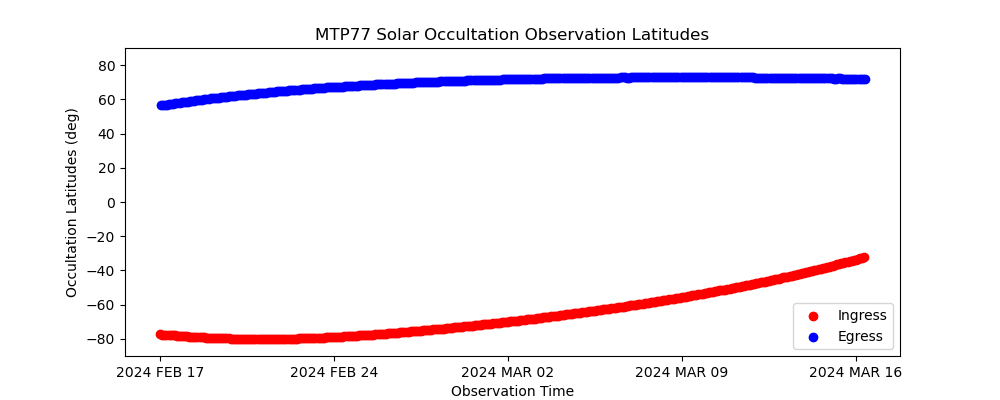 MTP77 Solar Occultation Observation Latitudes
Occultation Latitudes (deg)
80
60
40
20
0
−20
−40
−60
−80
Ingress
Egress
2024 FEB 17 2024 FEB 24 2024 MAR 02 2024 MAR 09 2024 MAR 16
Observation Time